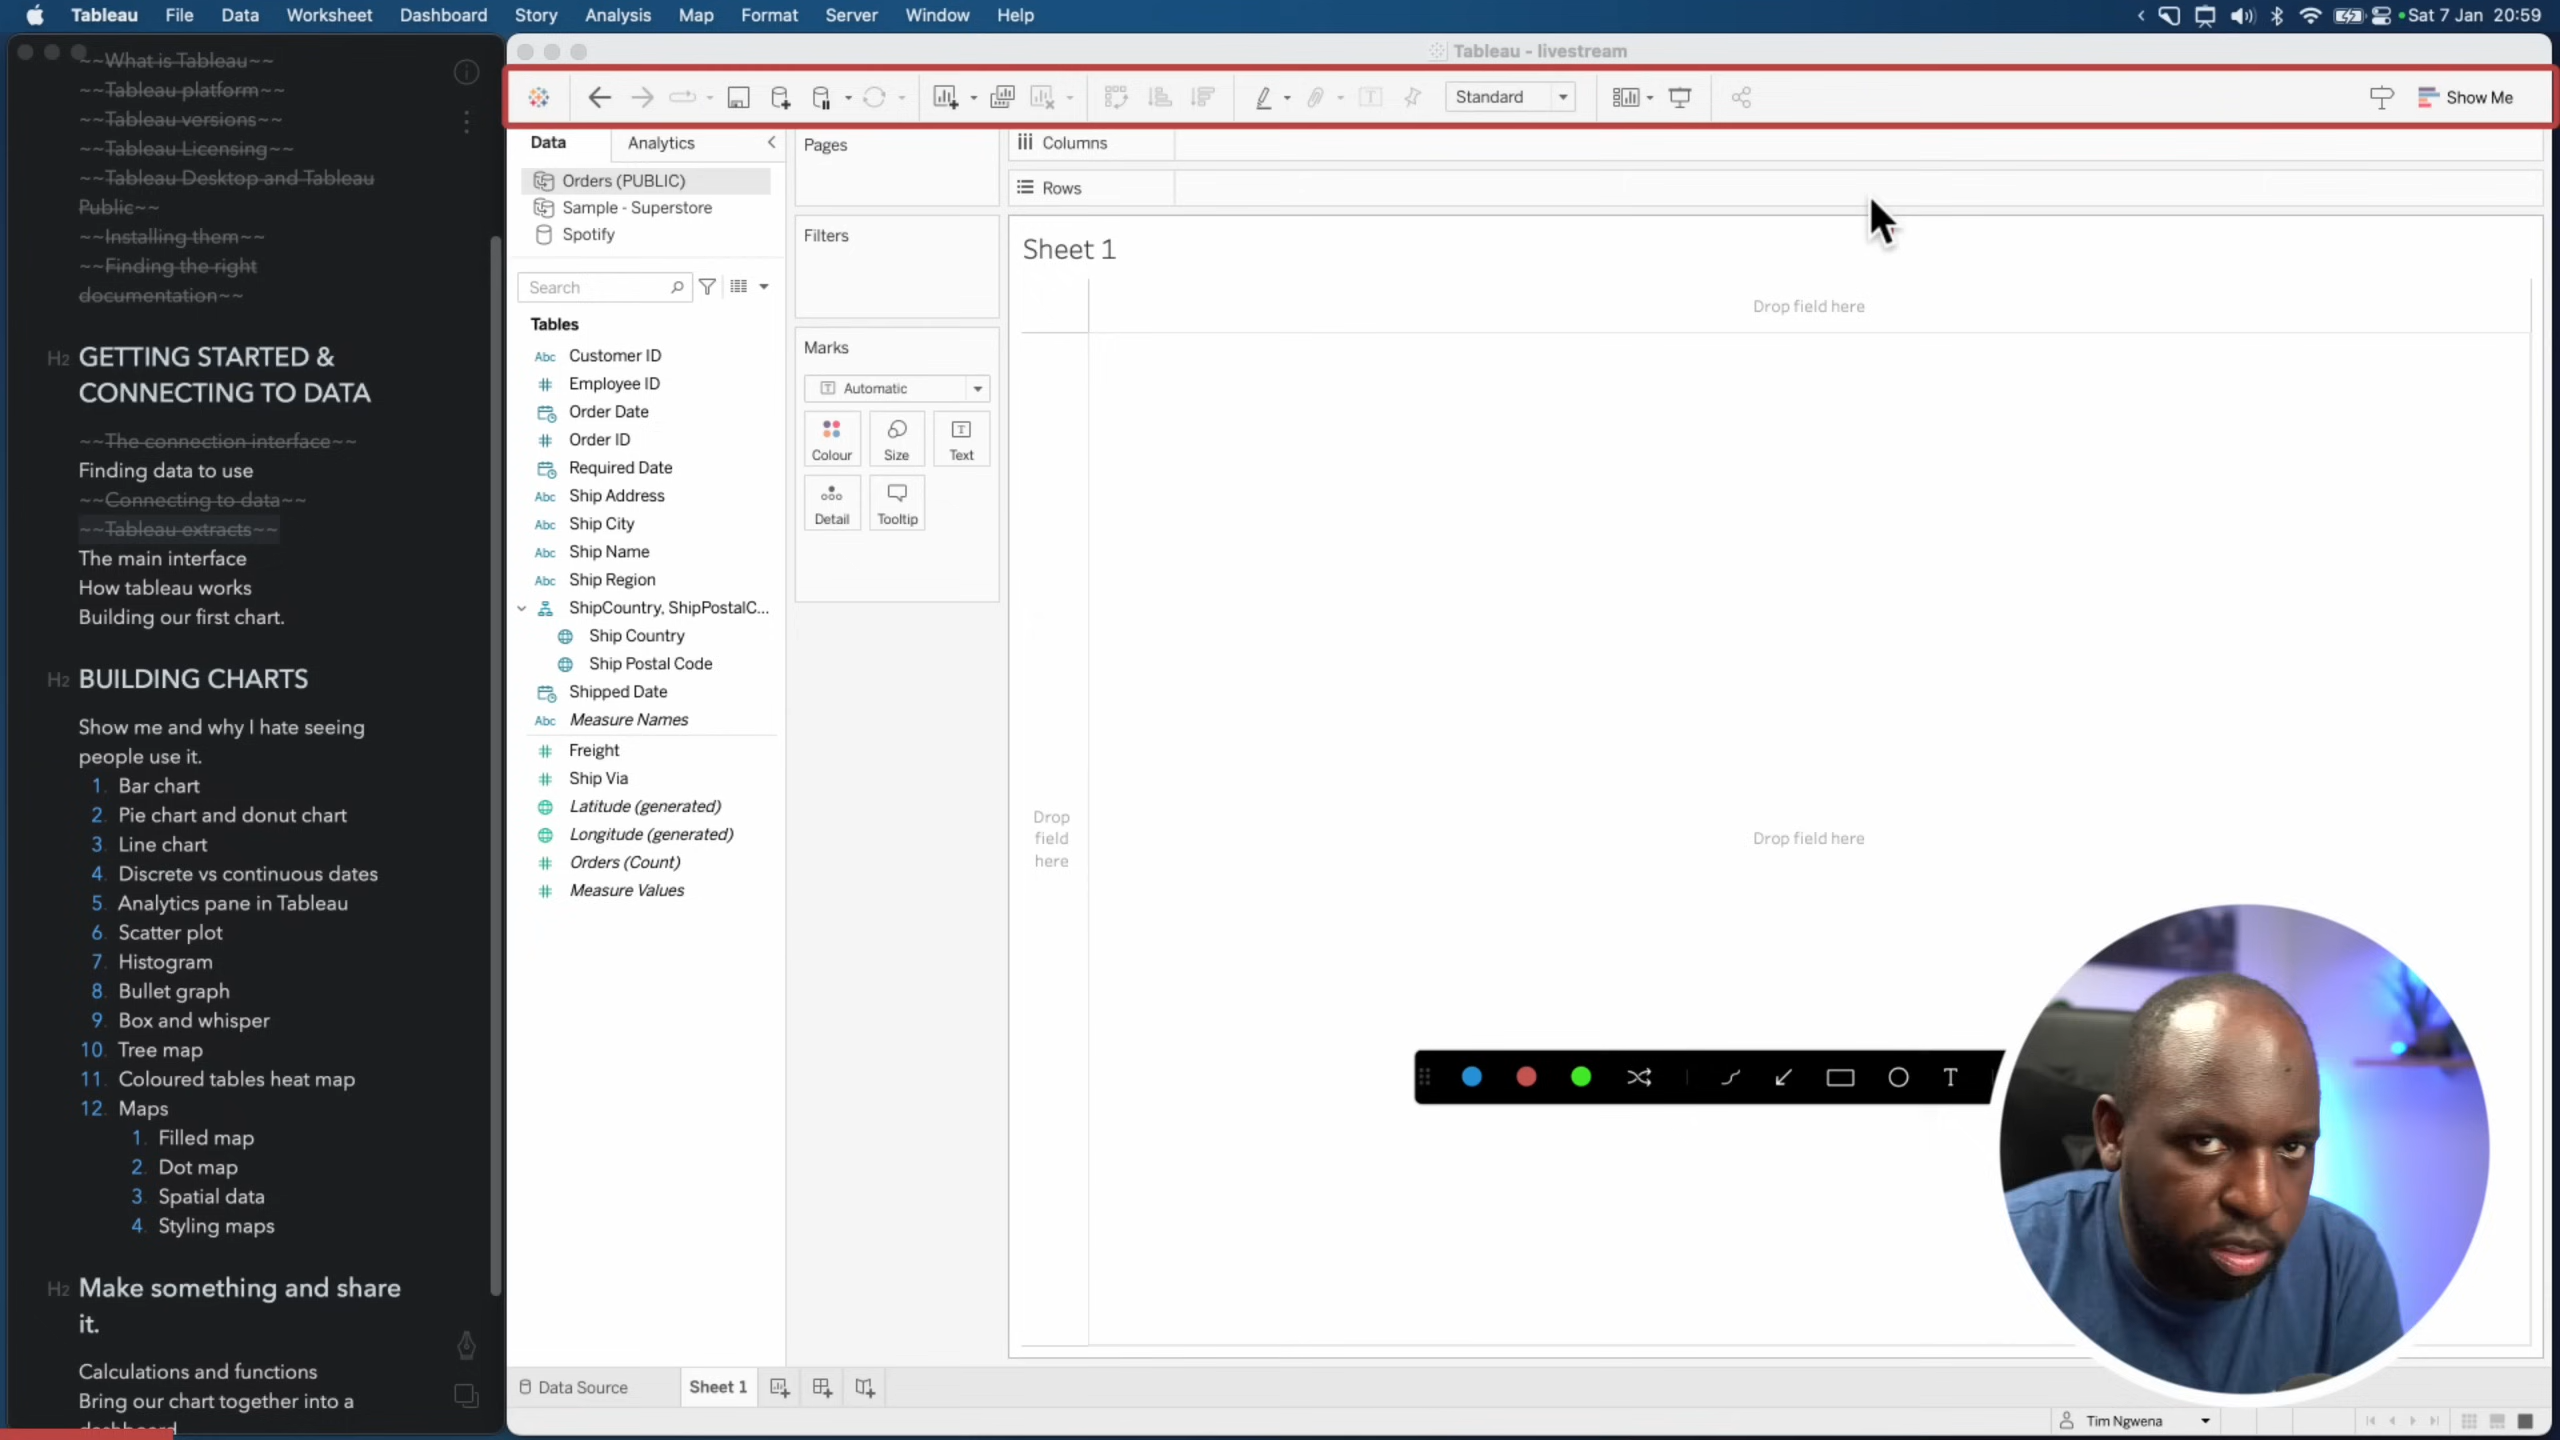 Tableau File Data Worksheet Dashboard Story Analysis Map Format Server Window Help
Sat 7 Jan 20:59
~~What is Tableau~~
~~Tableau platform~~
~~Tableau versions~~
~~Tableau Licensing~~
~~Tableau Desktop and Tableau
Public~~
~~Installing them~~
~~Finding the right
documentation~~
H2 GETTING STARTED &
CONNECTING TO DATA
~~The connection interface~~
Finding data to use
~~Connecting to data~~
~~Tableau extracts~~
The main interface
How tableau works
Building our first chart.
H2 BUILDING CHARTS
Show me and why I hate seeing
people use it.
1. Bar chart
2. Pie chart and donut chart
3. Line chart
4. Discrete vs continuous dates
5. Analytics pane in Tableau
6. Scatter plot
7. Histogram
8. Bullet graph
9. Box and whisper
10. Tree map
11. Coloured tables heat map
12. Maps
1. Filled map
2. Dot map
3. Spatial data
4. Styling maps
H2 Make something and share
it.
Calculations and functions
Bring our chart together into a
dashboard
Tableau - livestream
Standard
Show Me
Data
Analytics
Orders (PUBLIC)
Sample - Superstore
Spotify
Search
Tables
Abc Customer ID
# Employee ID
Order Date
# Order ID
Required Date
Abc Ship Address
Abc Ship City
Abc Ship Name
Abc Ship Region
ShipCountry, ShipPostalC...
Ship Country
Ship Postal Code
Shipped Date
Abc Measure Names
# Freight
# Ship Via
Latitude (generated)
Longitude (generated)
# Orders (Count)
# Measure Values
Pages
Filters
Marks
T Automatic
Colour
Size
T Text
Detail
Tooltip
Columns
Rows
Sheet 1
Drop field here
Drop
field
here
Drop field here
T
Data Source
Sheet 1
Tim Ngwena